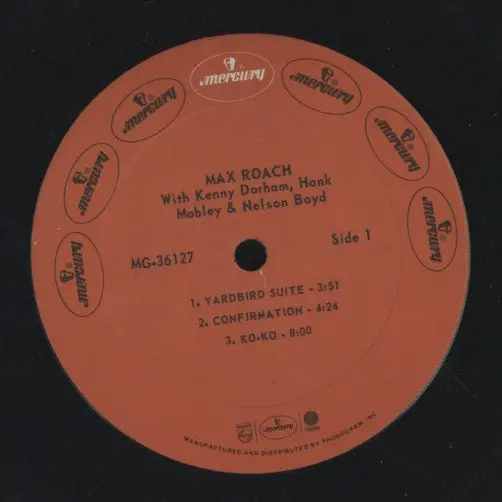 mercury
mercury
mercury
mercury
mercury
mercury
mercury
mercury
MAX ROACH
With Kenny Dorham, Hank
Mobley & Nelson Boyd
MG-36127
Side 1
1. YARDBIRD SUITE - 3:51
2. CONFIRMATION - 4:24
3. KO-KO - 8:00
mercury
MANUFACTURED AND DISTRIBUTED BY PHONOGRAM, INC.